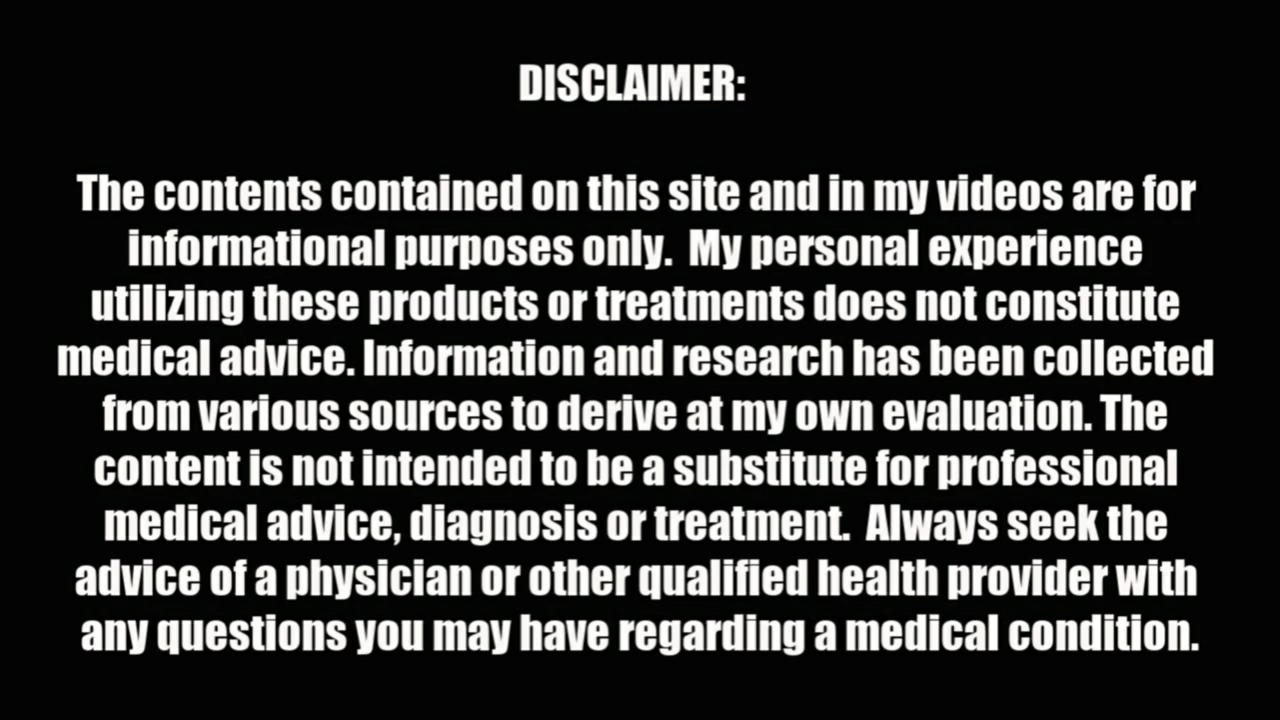 DISCLAIMER:
The contents contained on this site and in my videos are for
informational purposes only.  My personal experience
utilizing these products or treatments does not constitute
medical advice. Information and research has been collected
from various sources to derive at my own evaluation. The
content is not intended to be a substitute for professional
medical advice, diagnosis or treatment.  Always seek the
advice of a physician or other qualified health provider with
any questions you may have regarding a medical condition.